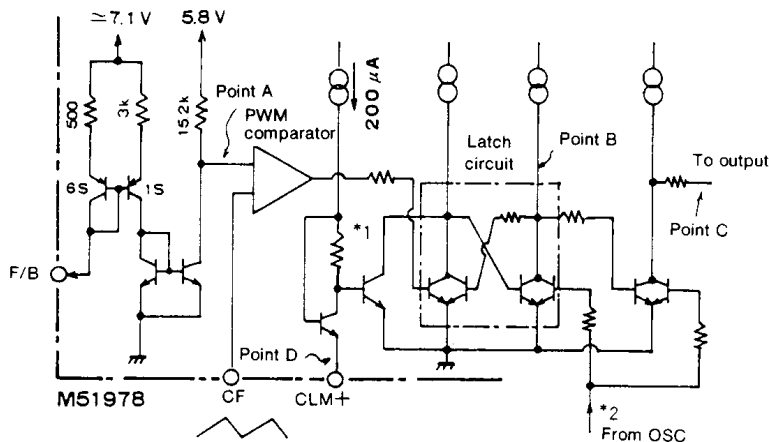 ≃7.1 V
5.8 V
500
3k
15.2k
Point A
PWM
comparator
200 µA
Latch
circuit
Point B
To output
Point C
6S
1S
*1
F/B
Point D
M51978
CF
CLM+
*2
From OSC